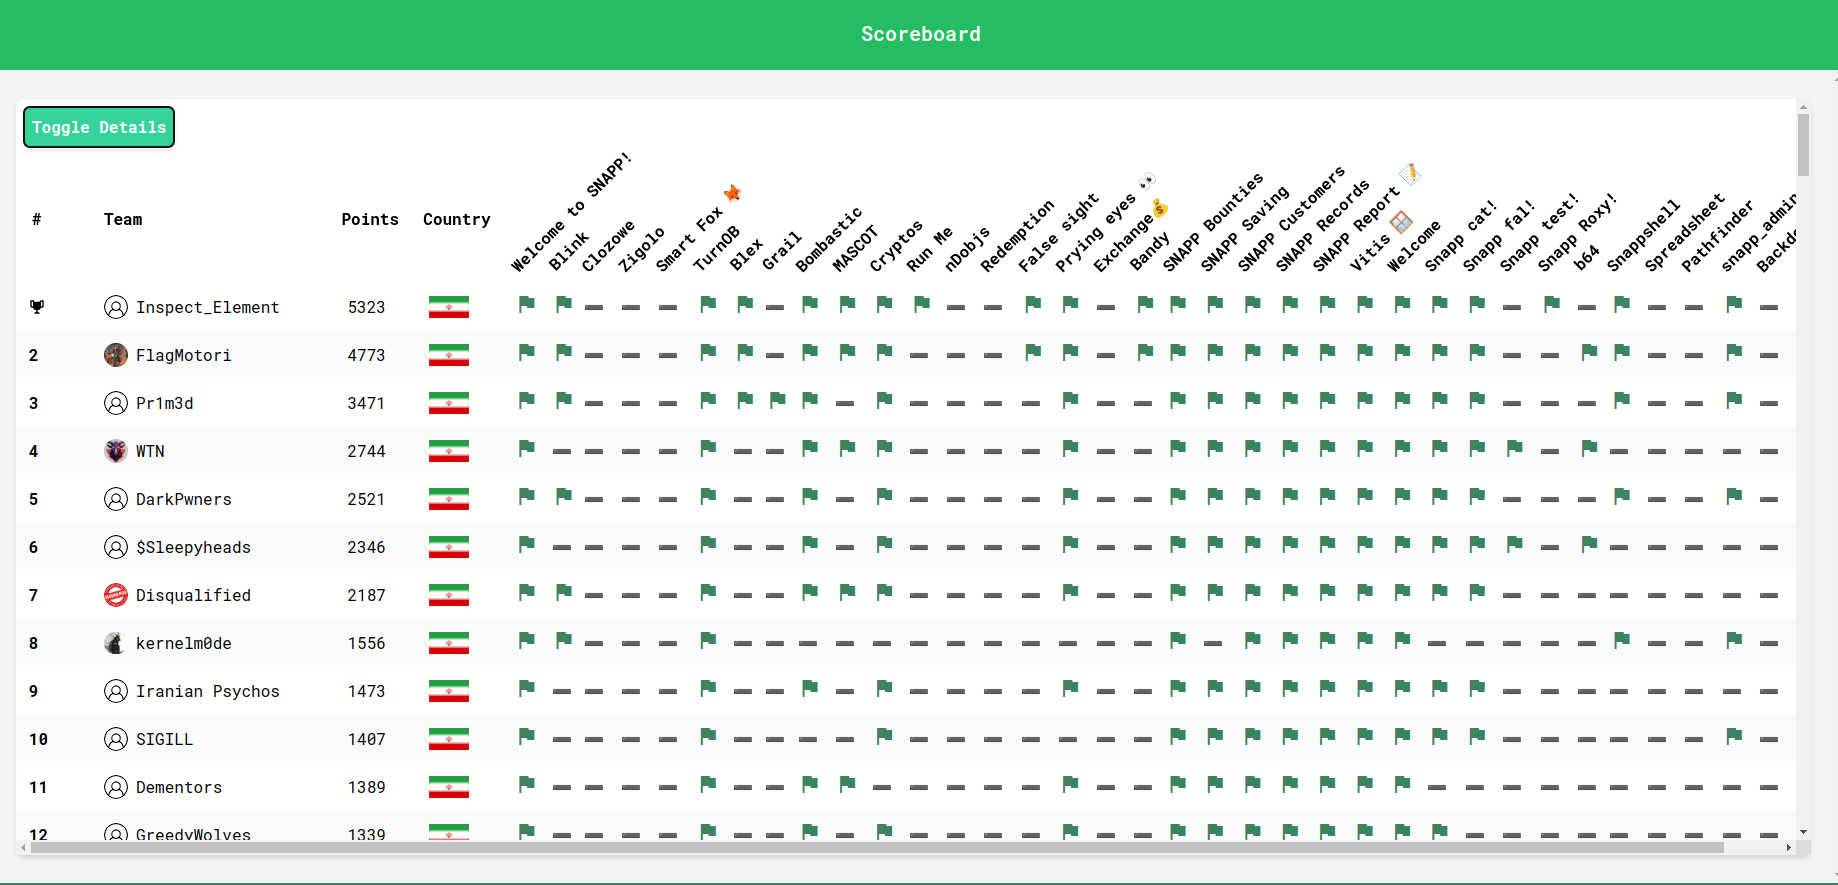 Scoreboard
Toggle Details
# Team Points Country
Welcome to SNAPP!
Blink
Clozowe
Zigolo
Smart Fox 🦊
TurnOB
Blex
Grail
Bombastic
MASCOT
Cryptos
Run Me
nDobjs
Redemption
False sight
Prying eyes 👀
Exchange💰
Bandy
SNAPP Bounties
SNAPP Saving
SNAPP Customers
SNAPP Records
SNAPP Report 📝
Vitis 🪟
Welcome
Snapp cat!
Snapp fal!
Snapp test!
Snapp Roxy!
b64
Snappshell
Spreadsheet
Pathfinder
snapp_admin
Inspect_Element 5323
2 FlagMotori 4773
3 Pr1m3d 3471
4 WTN 2744
5 DarkPwners 2521
6 $Sleepyheads 2346
7 Disqualified 2187
8 kernelm0de 1556
9 Iranian Psychos 1473
10 SIGILL 1407
11 Dementors 1389
12 GreedyWolves 1339